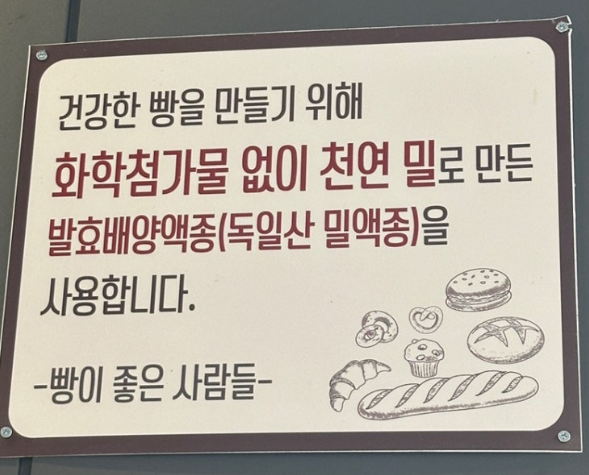 건강한 빵을 만들기 위해
화학첨가물 없이 천연 밀로 만든
발효배양액종(독일산 밀액종)을
사용합니다.
-빵이 좋은 사람들-